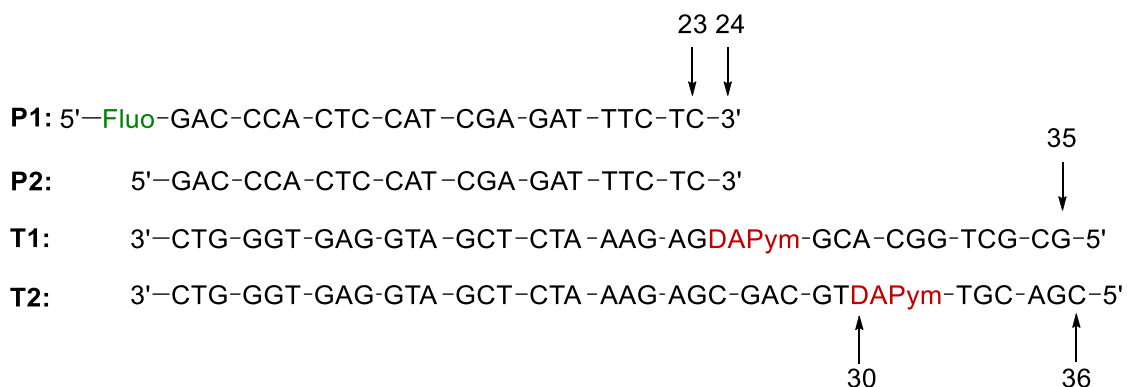 23 24
P1: 5'—Fluo-GAC-CCA-CTC-CAT-CGA-GAT-TTC-TC-3'
35
P2: 5'—GAC-CCA-CTC-CAT-CGA-GAT-TTC-TC-3'
T1: 3'—CTG-GGT-GAG-GTA-GCT-CTA-AAG-AGDAPym-GCA-CGG-TCG-CG-5'
T2: 3'—CTG-GGT-GAG-GTA-GCT-CTA-AAG-AGC-GAC-GTDAPym-TGC-AGC-5'
30 36